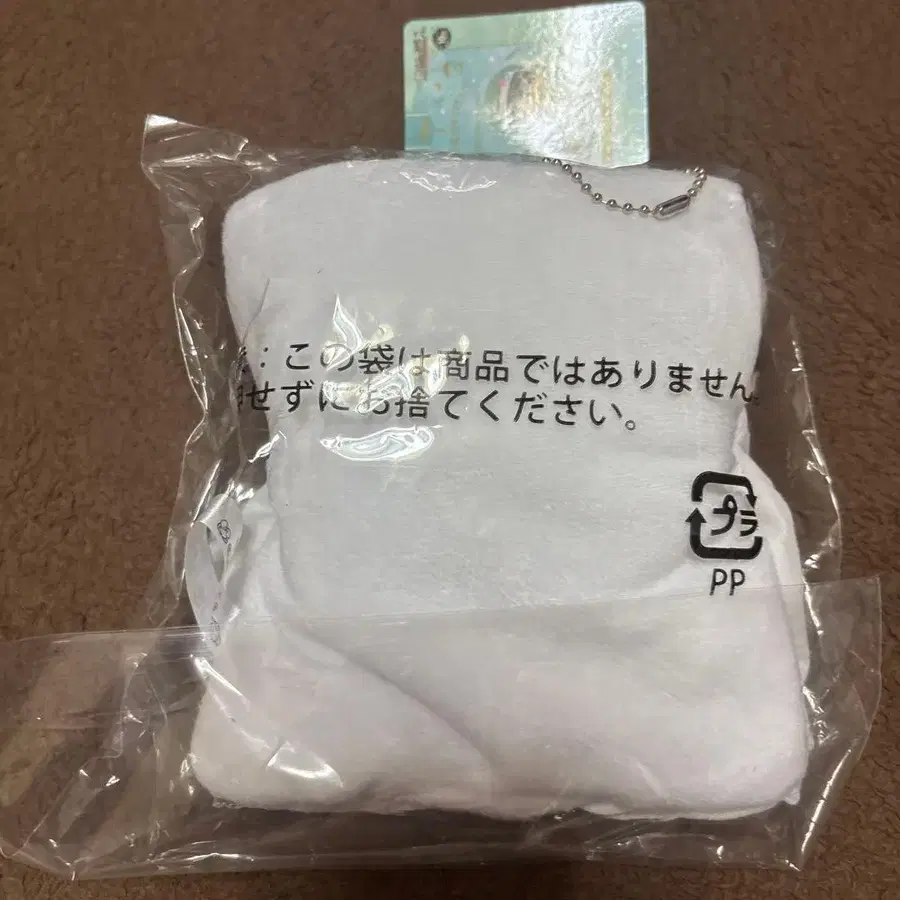 ：この袋は商品ではありません。
せずにお捨てください。
プラ
PP